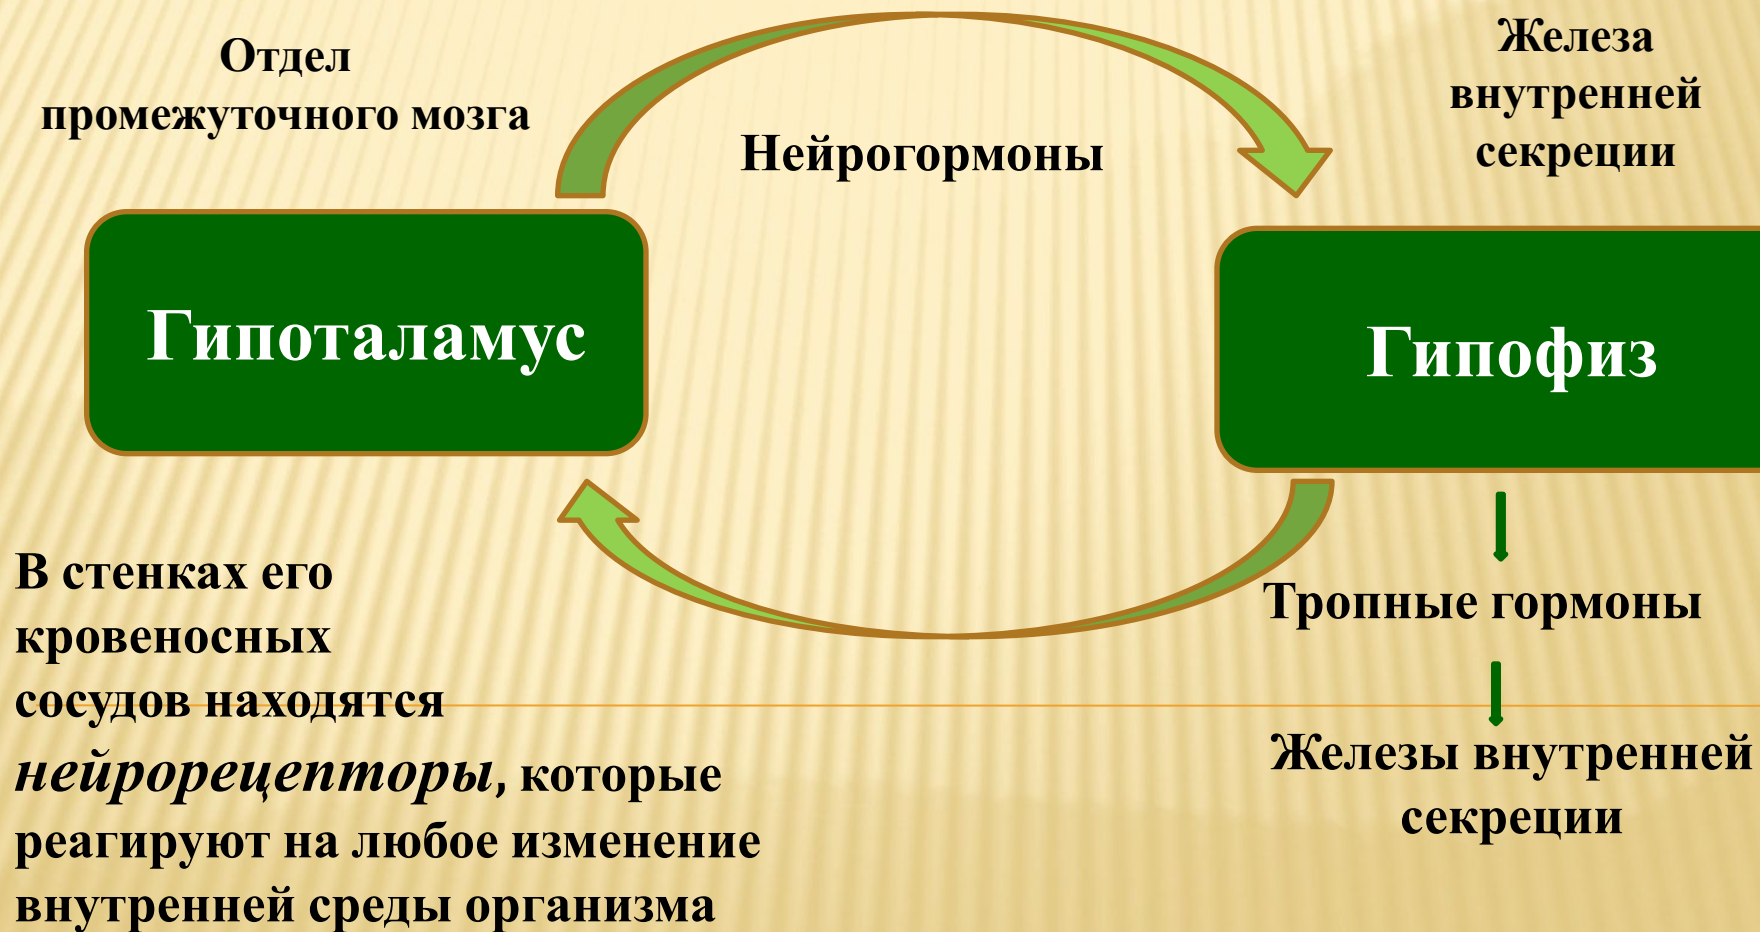 Отдел
промежуточного мозга
Нейрогормоны
Железа
внутренней
секреции
Гипоталамус
Гипофиз
В стенках его
кровеносных
сосудов находятся
нейрорецепторы, которые
реагируют на любое изменение
внутренней среды организма
Тропные гормоны
Железы внутренней
секреции